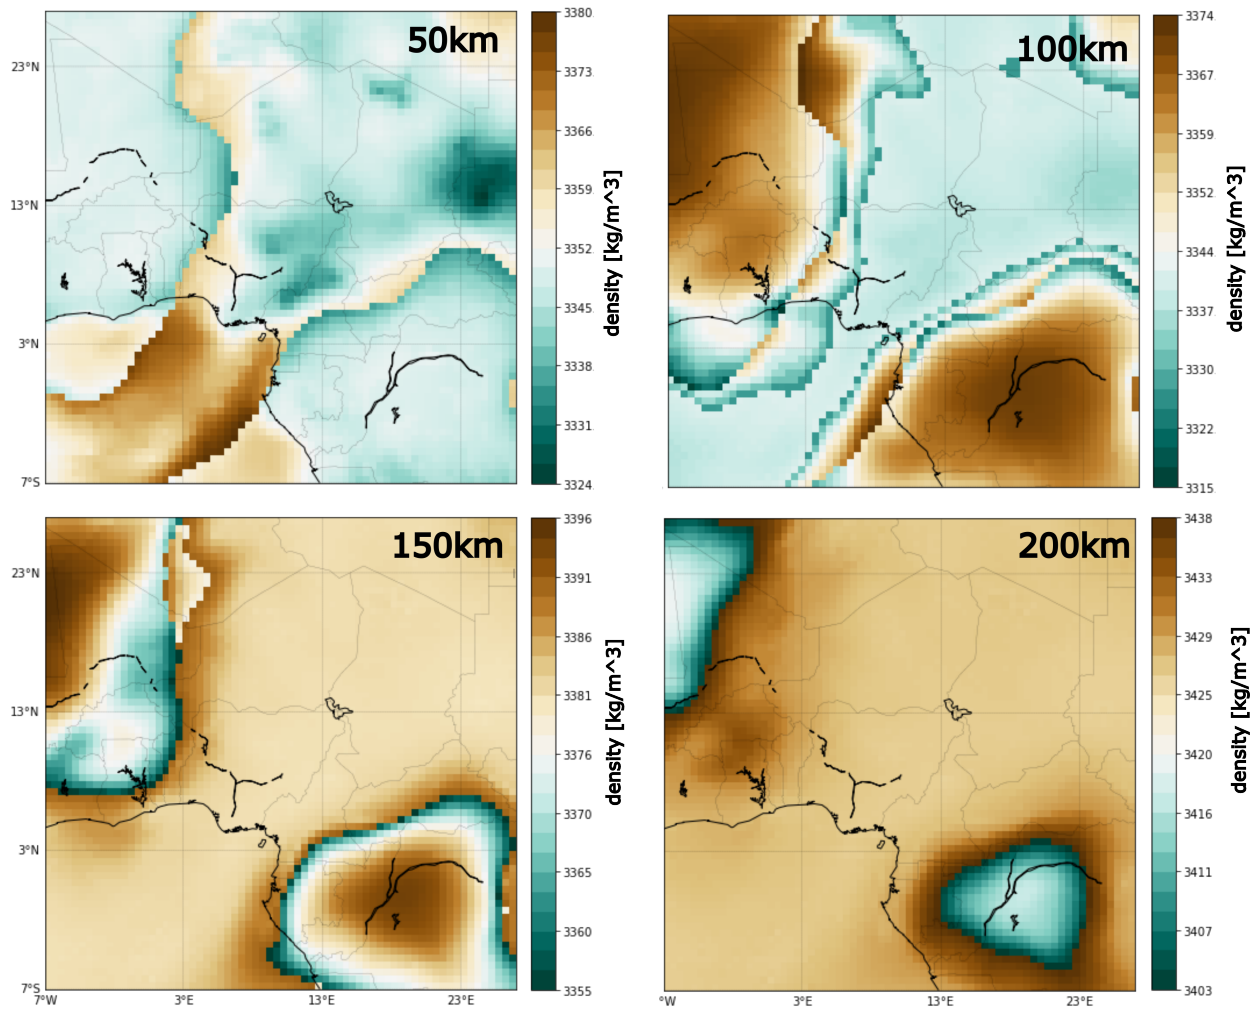 50km
23°N
13°N
3°N
7°S
3380
3373
3366
3359
3352
3345
3338
3331
3324
density [kg/m^3]
100km
3374
3367
3359
3352
3344
3337
3330
3322
3315
density [kg/m^3]
150km
23°N
13°N
3°N
7°S
7°W
3°E
13°E
23°E
3396
3391
3386
3381
3376
3370
3365
3360
3355
density [kg/m^3]
200km
°W
3°E
13°E
23°E
3438
3433
3429
3425
3420
3416
3411
3407
3403
density [kg/m^3]